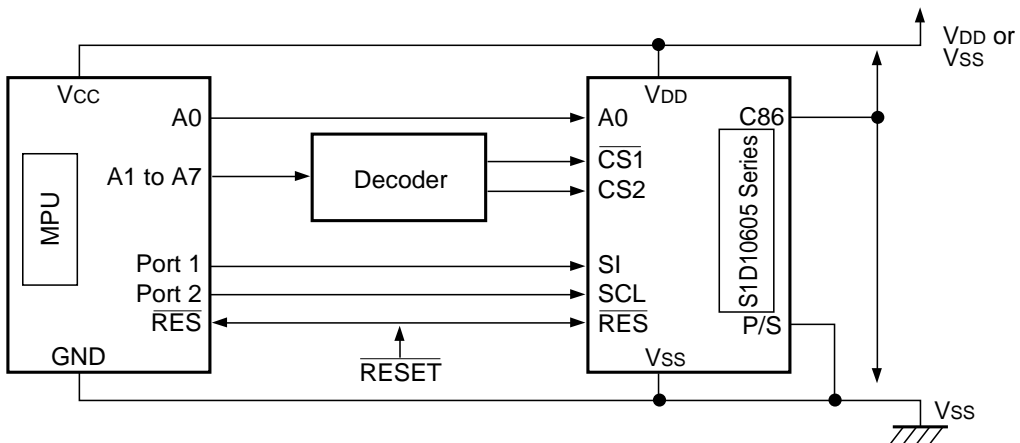 VDD or
VSS
VCC
A0
A1 to A7
MPU
Port 1
Port 2
RES
GND
Decoder
RESET
VDD
A0
CS1
CS2
SI
SCL
RES
VSS
C86
S1D10605 Series
P/S
VSS